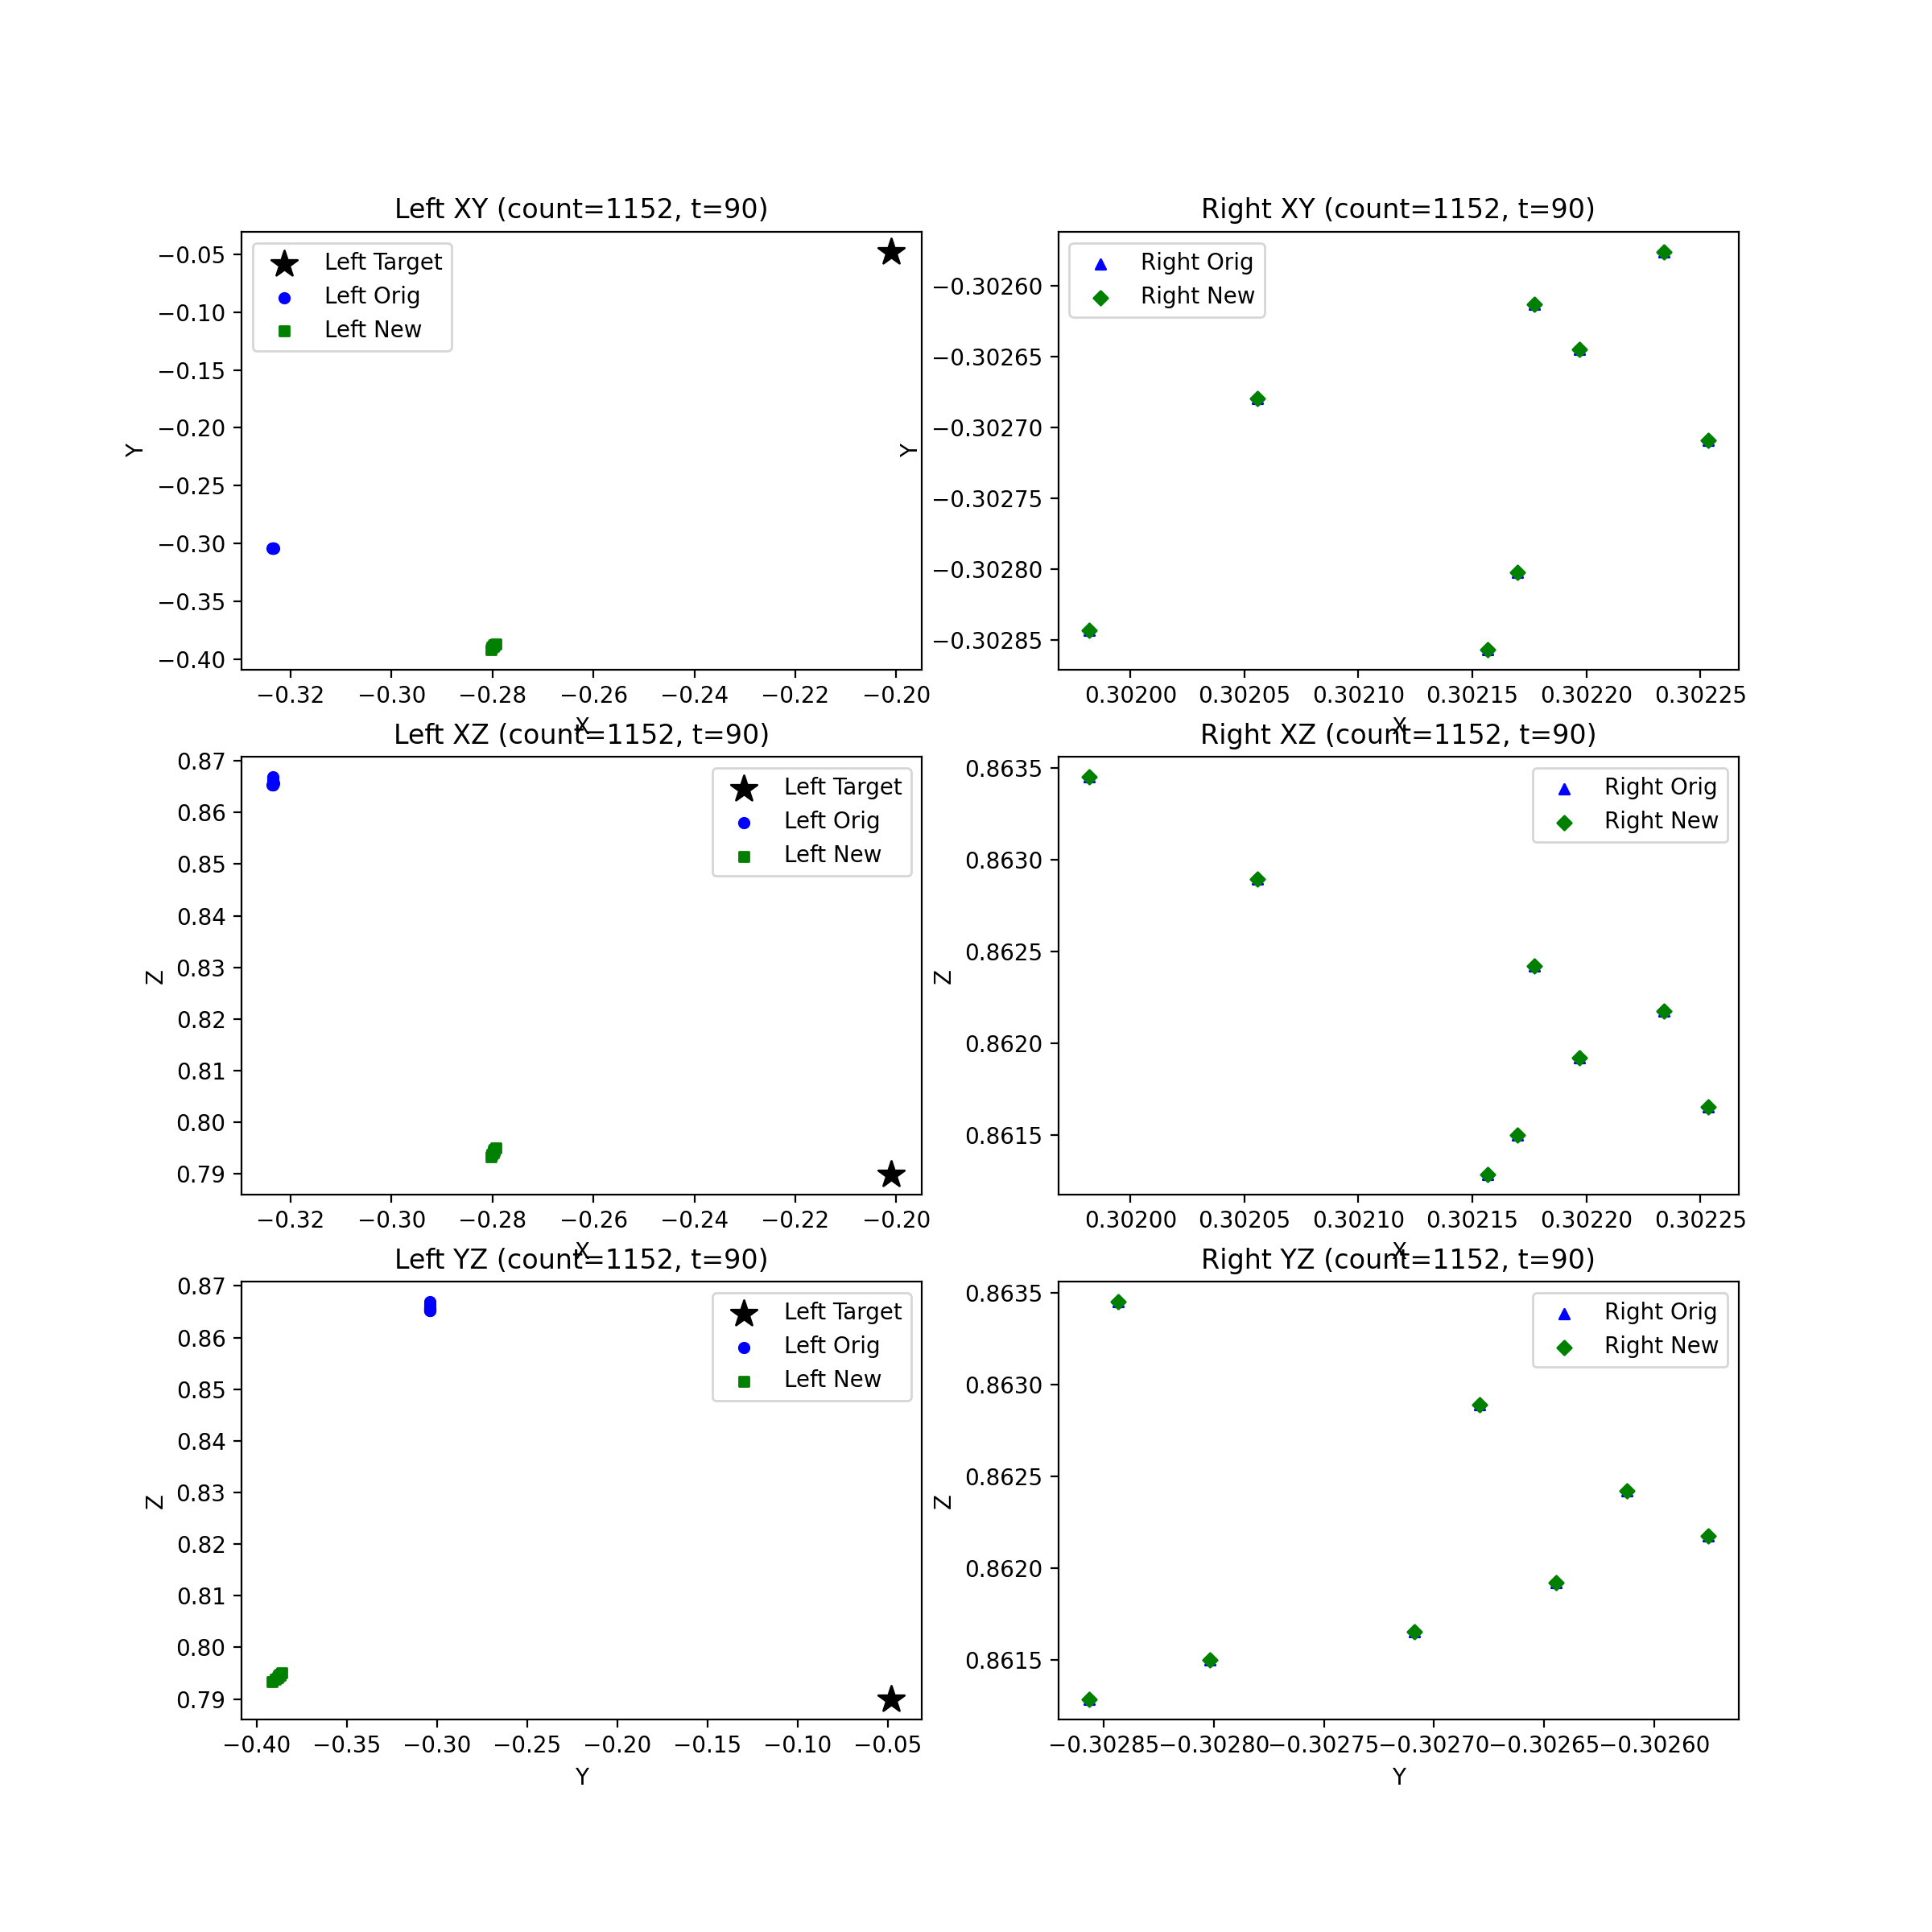 Left XY (count=1152, t=90)
Left Target
Left Orig
Left New
−0.05
−0.10
−0.15
−0.20
−0.25
−0.30
−0.35
−0.40
Y
−0.32 −0.30 −0.28 −0.26 −0.24 −0.22 −0.20
X
Right XY (count=1152, t=90)
Right Orig
Right New
−0.30260
−0.30265
−0.30270
−0.30275
−0.30280
−0.30285
Y
0.30200 0.30205 0.30210 0.30215 0.30220 0.30225
X
Left XZ (count=1152, t=90)
Left Target
Left Orig
Left New
0.87
0.86
0.85
0.84
0.83
0.82
0.81
0.80
0.79
Z
−0.32 −0.30 −0.28 −0.26 −0.24 −0.22 −0.20
X
Right XZ (count=1152, t=90)
Right Orig
Right New
0.8635
0.8630
0.8625
0.8620
0.8615
Z
0.30200 0.30205 0.30210 0.30215 0.30220 0.30225
X
Left YZ (count=1152, t=90)
Left Target
Left Orig
Left New
0.87
0.86
0.85
0.84
0.83
0.82
0.81
0.80
0.79
Z
−0.40 −0.35 −0.30 −0.25 −0.20 −0.15 −0.10 −0.05
Y
Right YZ (count=1152, t=90)
Right Orig
Right New
0.8635
0.8630
0.8625
0.8620
0.8615
Z
−0.30285 −0.30280 −0.30275 −0.30270 −0.30265 −0.30260
Y